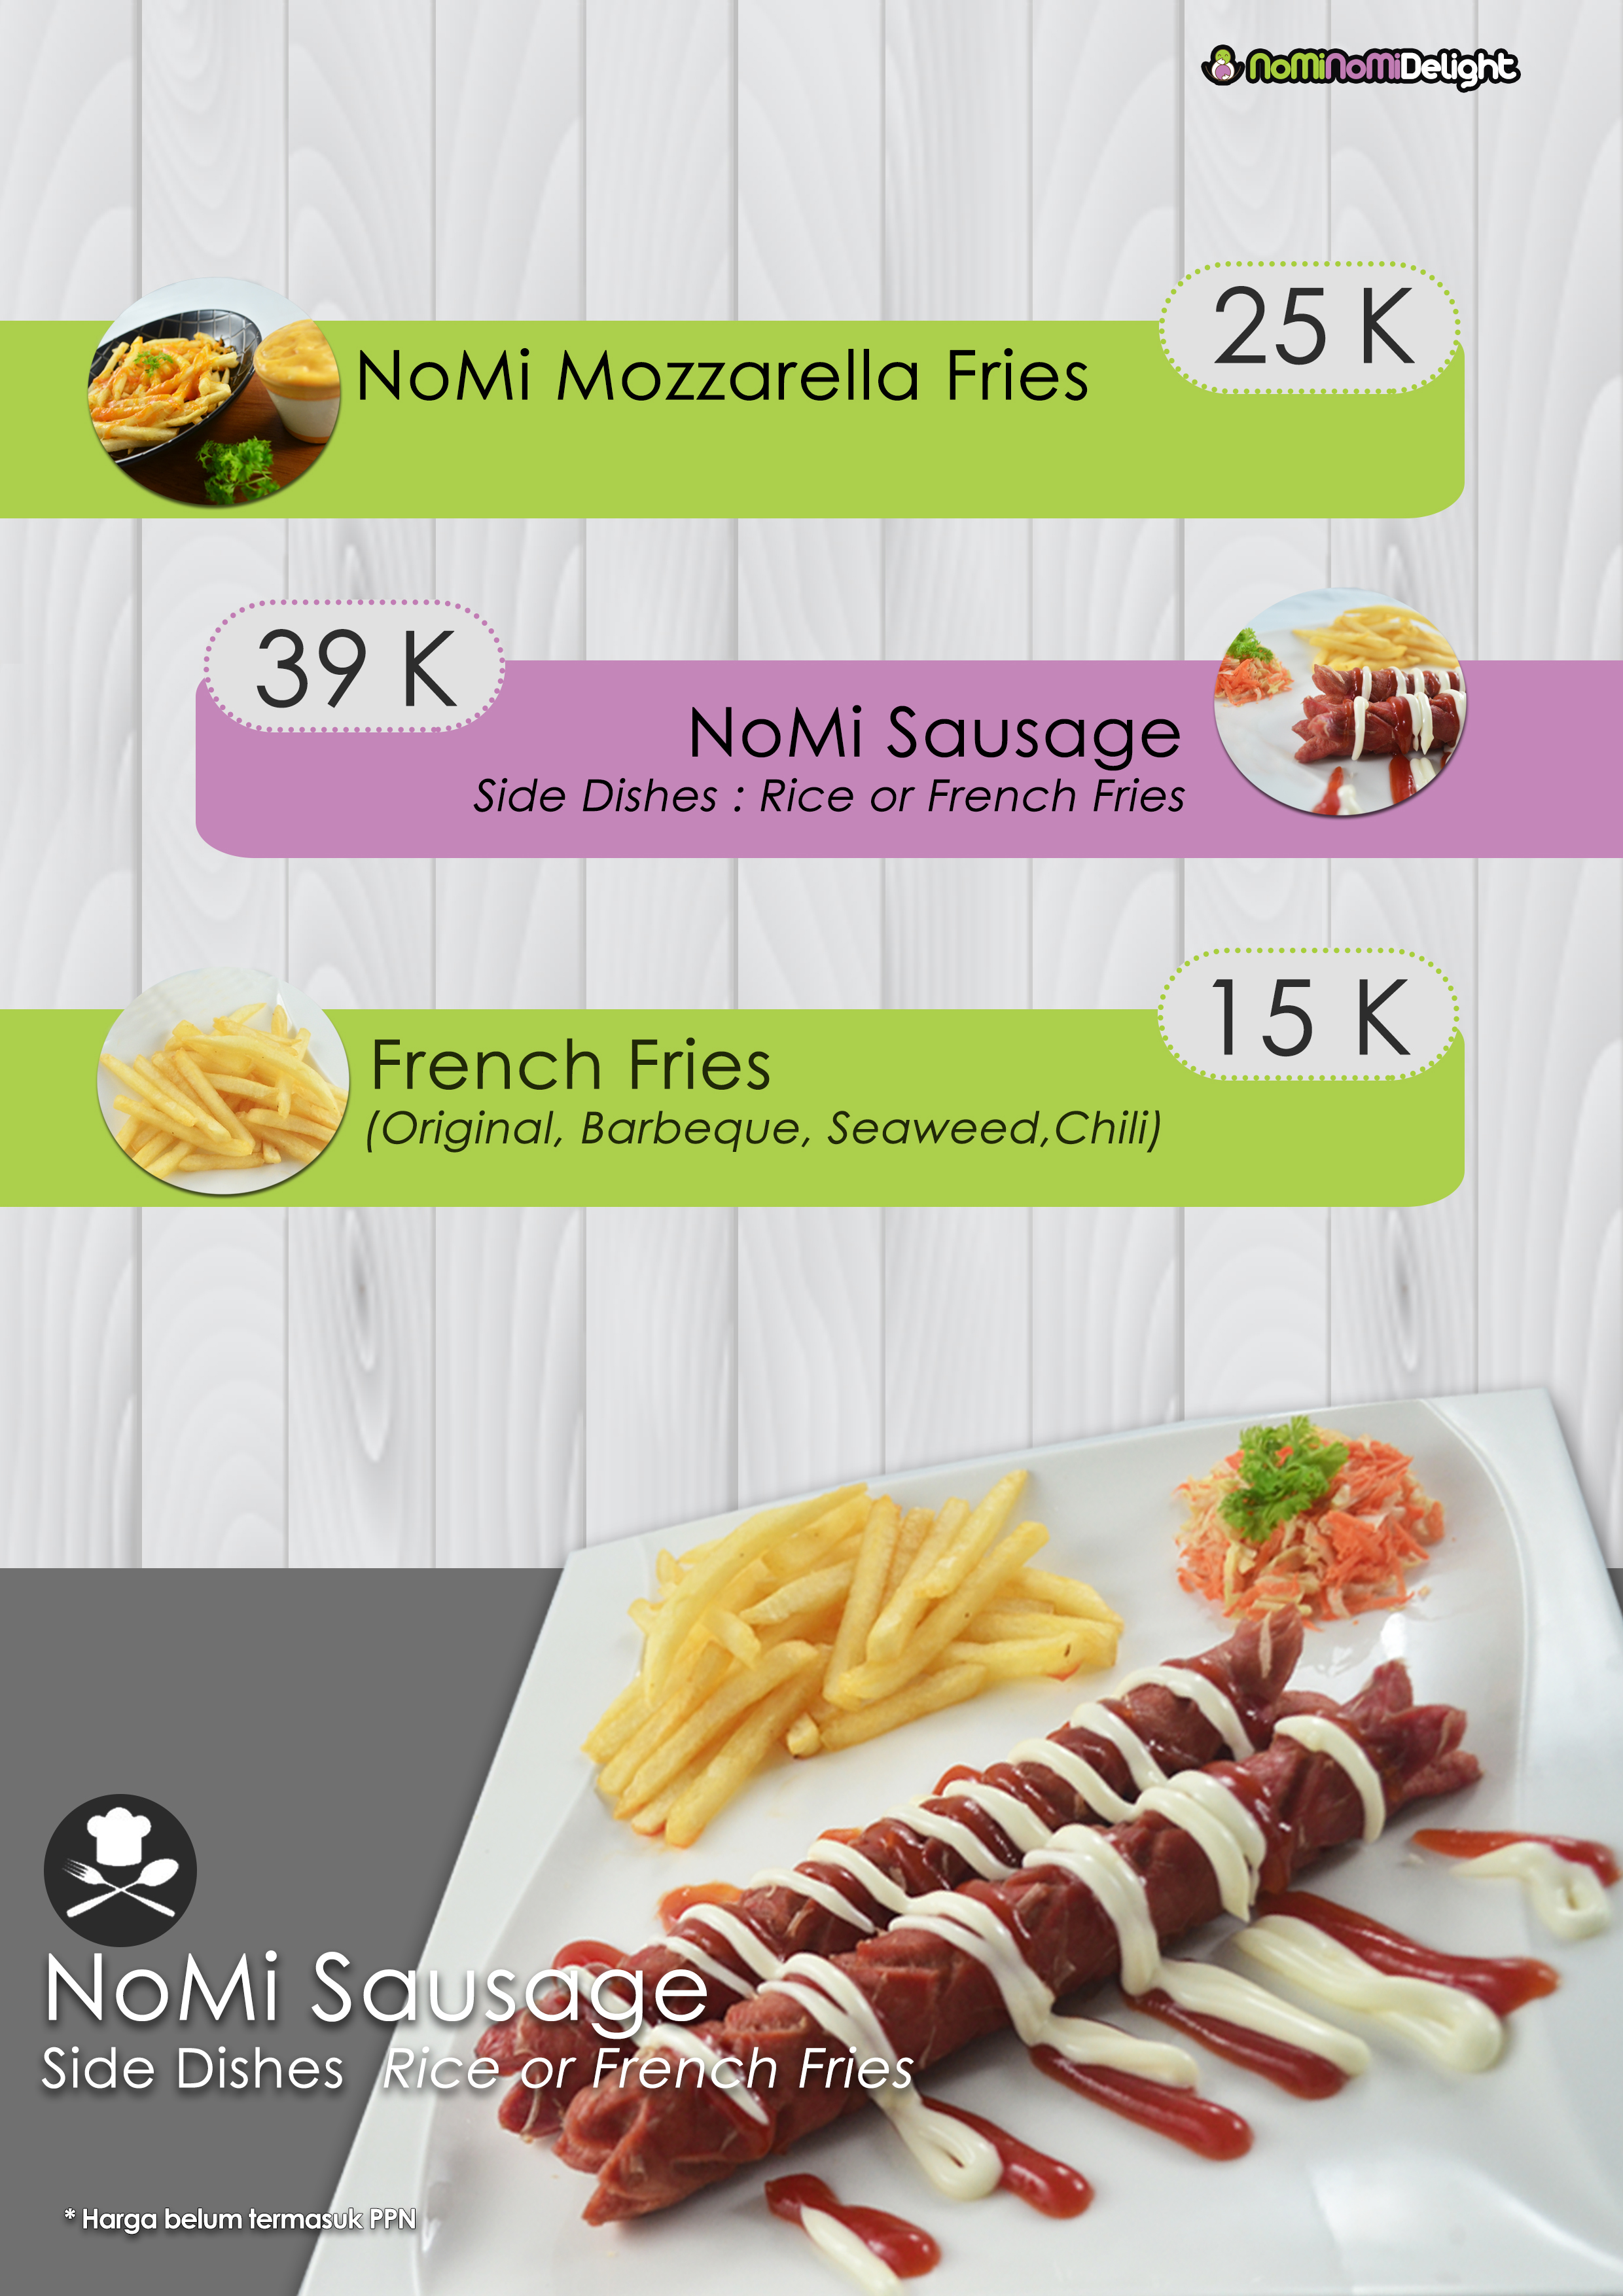 NoMiNoMiDelight
25 K
NoMi Mozzarella Fries
39 K
NoMi Sausage
Side Dishes : Rice or French Fries
15 K
French Fries
(Original, Barbeque, Seaweed,Chili)
NoMi Sausage
Side Dishes Rice or French Fries
* Harga belum termasuk PPN